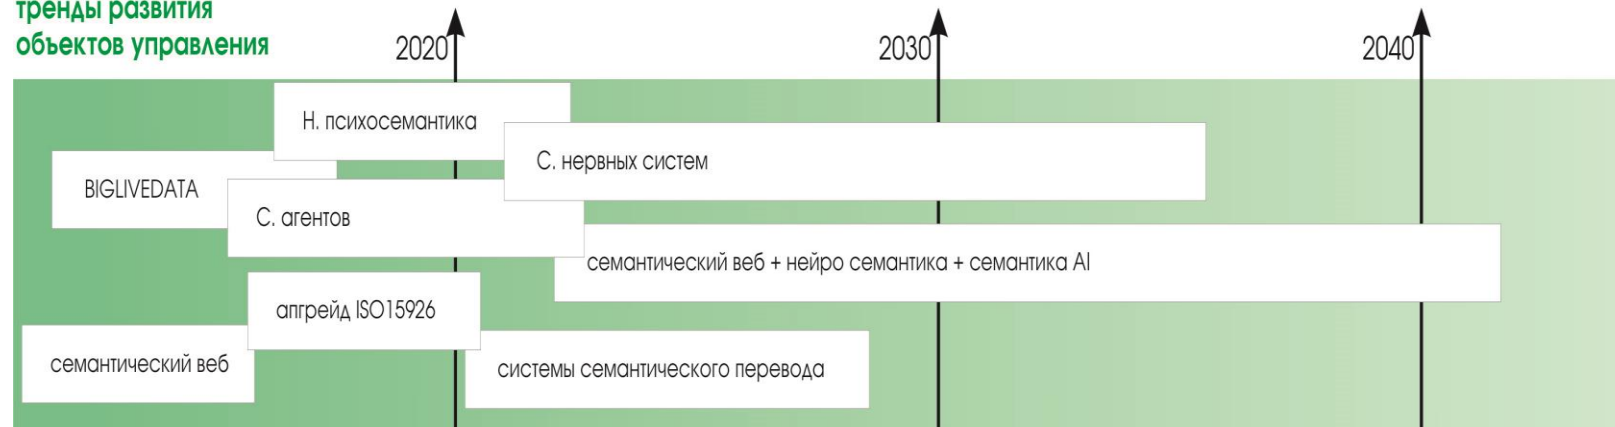 тренды развития
объектов управления
2020
2030
2040
Н. психосемантика
С. нервных систем
BIGLIVEDATA
С. агентов
семантический веб + нейро семантика + семантика AI
апгрейд ISO15926
семантический веб
системы семантического перевода